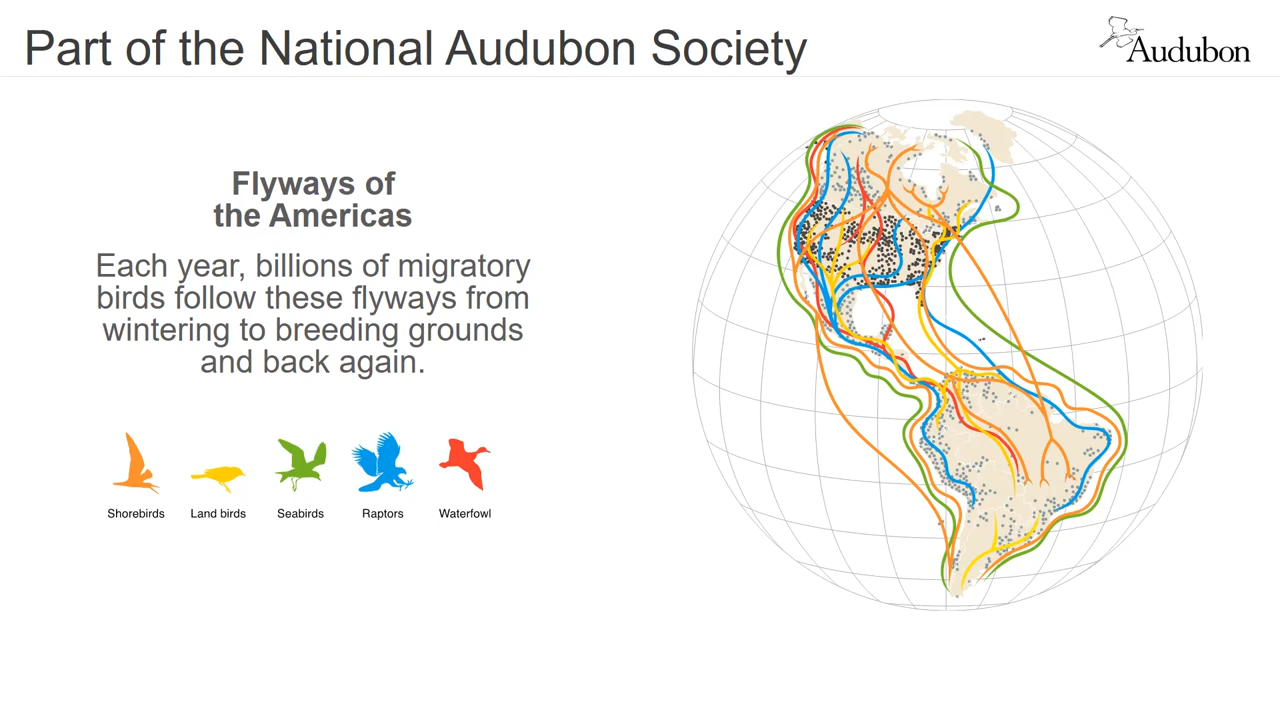 Part of the National Audubon Society
Audubon
Flyways of
the Americas
Each year, billions of migratory
birds follow these flyways from
wintering to breeding grounds
and back again.
Shorebirds
Land birds
Seabirds
Raptors
Waterfowl